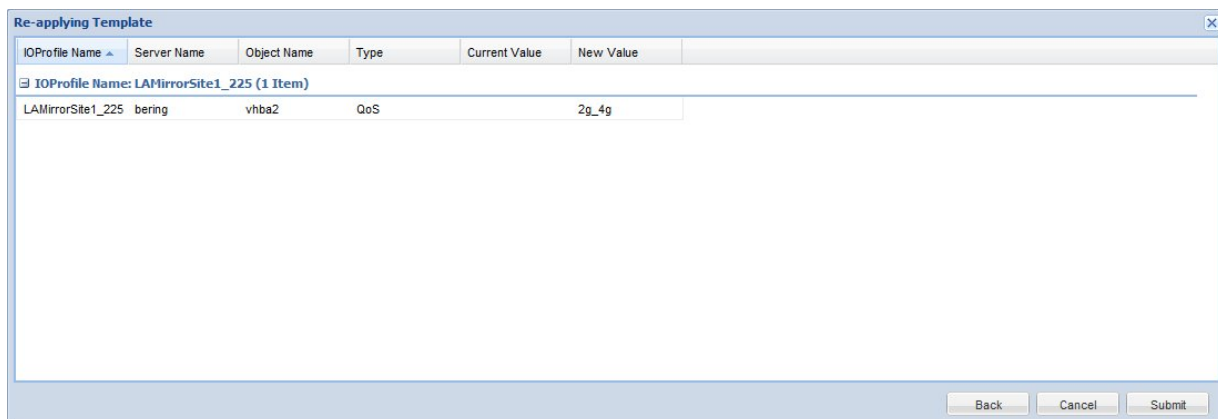 Re-applying Template
IOProfile Name Server Name Object Name Type Current Value New Value
IOProfile Name: LAMirrorSite1_225 (1 Item)
LAMirrorSite1_225 bering vhba2 QoS 2g_4g
Back Cancel Submit